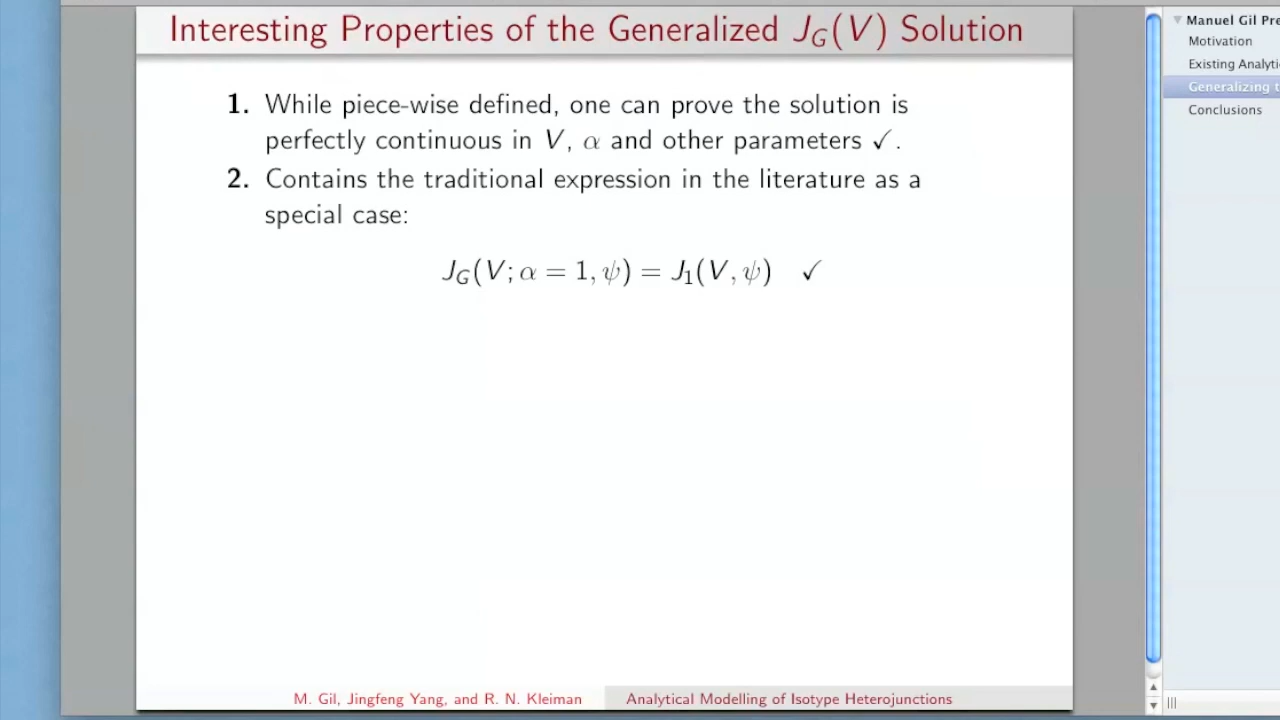 Interesting Properties of the Generalized J_G(V) Solution
1. While piece-wise defined, one can prove the solution is
perfectly continuous in V, α and other parameters ✓.
2. Contains the traditional expression in the literature as a
special case:
J_G(V; α = 1, ψ) = J_1(V, ψ) ✓
M. Gil, Jingfeng Yang, and R. N. Kleiman
Analytical Modelling of Isotype Heterojunctions
Manuel Gil Pre
Motivation
Existing Analyti
Generalizing t
Conclusions